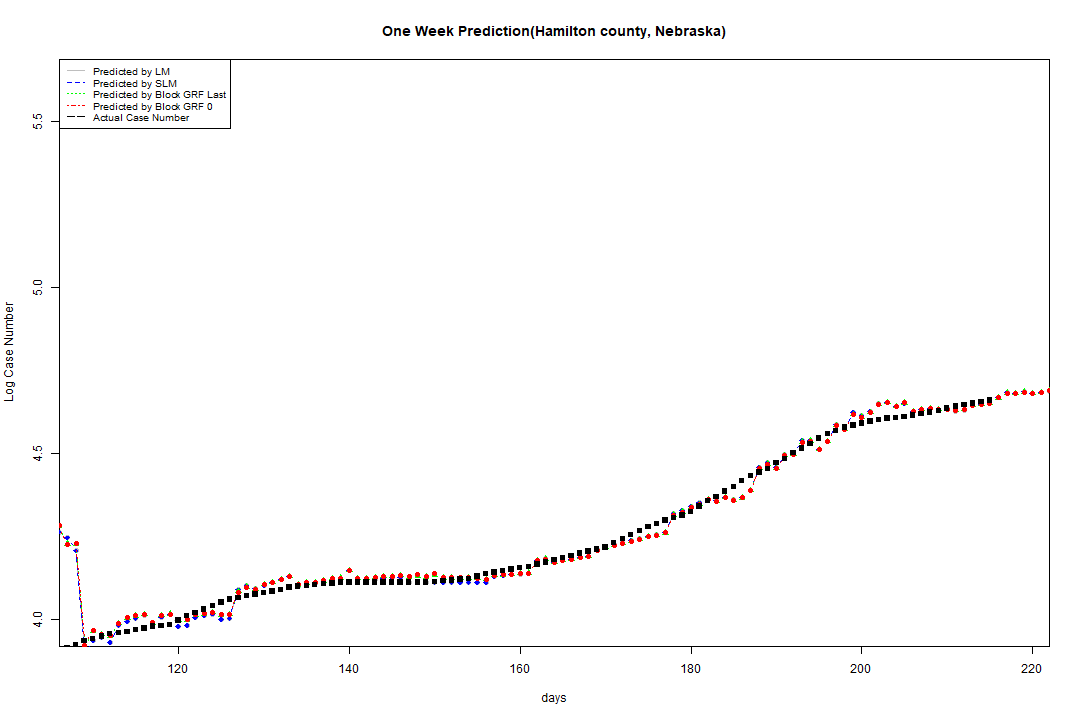 One Week Prediction(Hamilton county, Nebraska)
Predicted by LM
Predicted by SLM
Predicted by Block GRF Last
Predicted by Block GRF 0
Actual Case Number
5.5
5.0
4.5
4.0
Log Case Number
120 140 160 180 200 220
days